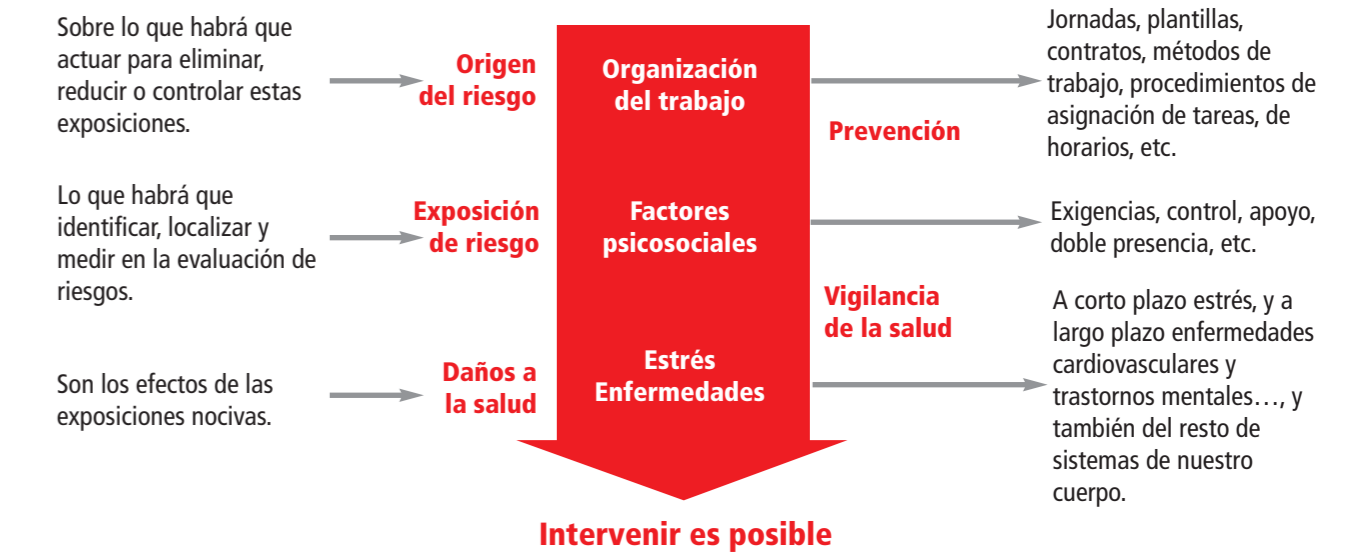 Sobre lo que habrá que
actuar para eliminar,
reducir o controlar estas
exposiciones.
Origen
del riesgo
Organización
del trabajo
Jornadas, plantillas,
contratos, métodos de
trabajo, procedimientos de
asignación de tareas, de
horarios, etc.
Prevención
Lo que habrá que
identificar, localizar y
medir en la evaluación de
riesgos.
Exposición
de riesgo
Factores
psicosociales
Exigencias, control, apoyo,
doble presencia, etc.
Vigilancia
de la salud
Son los efectos de las
exposiciones nocivas.
Daños a
la salud
Estrés
Enfermedades
A corto plazo estrés, y a
largo plazo enfermedades
cardiovasculares y
trastornos mentales…, y
también del resto de
sistemas de nuestro
cuerpo.
Intervenir es posible